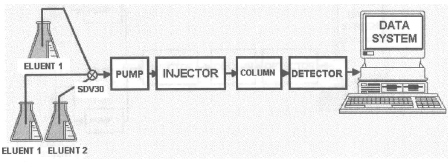 DATA
SYSTEM
ELUENT 1
SDV30
PUMP
INJECTOR
COLUMN
DETECTOR
ELUENT 1
ELUENT 2